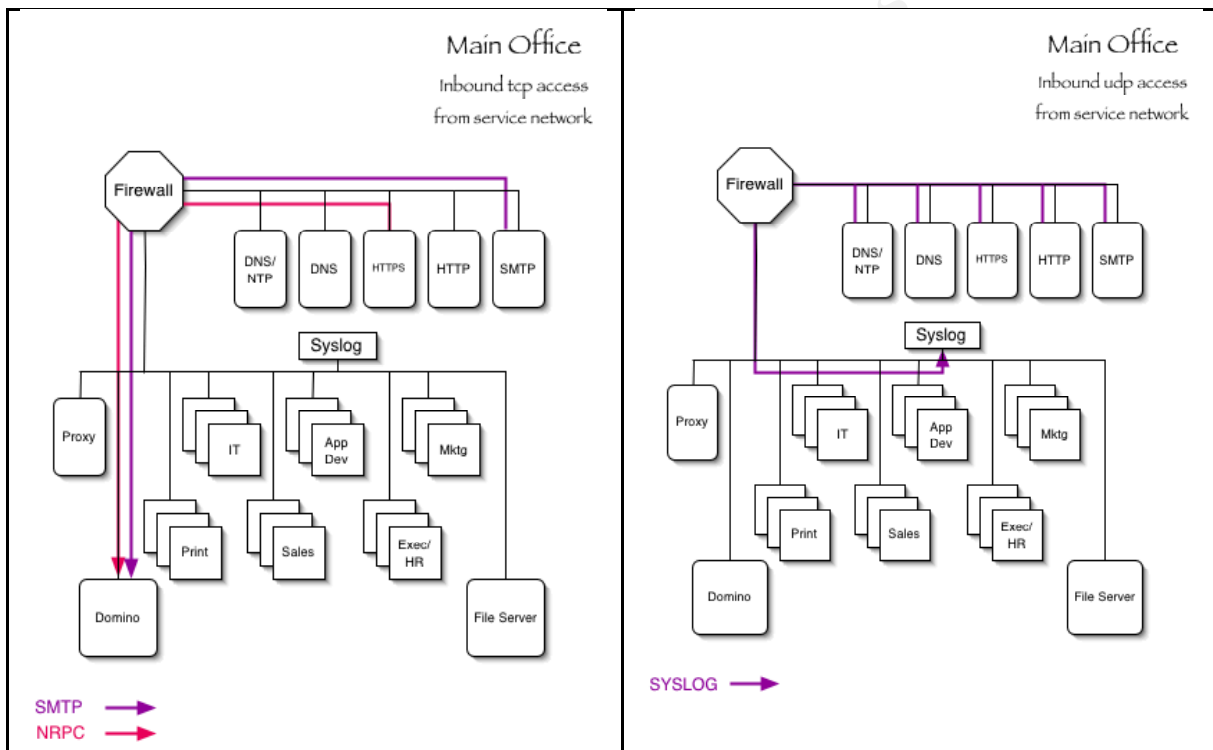 Main Office
Inbound tcp access
from service network
Firewall
DNS/
NTP
DNS
HTTPS
HTTP
SMTP
Syslog
Proxy
IT
App
Dev
Mktg
Print
Sales
Exec/
HR
Domino
File Server
SMTP
NRPC
Main Office
Inbound udp access
from service network
Firewall
DNS/
NTP
DNS
HTTPS
HTTP
SMTP
Syslog
Proxy
IT
App
Dev
Mktg
Print
Sales
Exec/
HR
Domino
File Server
SYSLOG